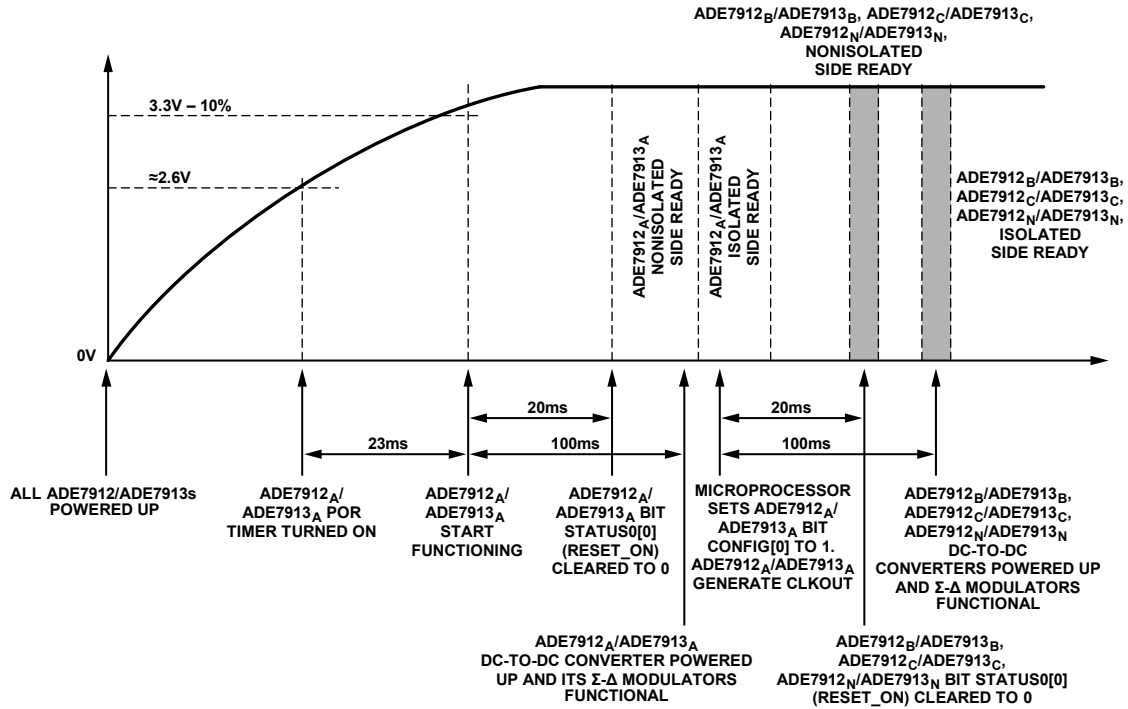 ADE7912B/ADE7913B, ADE7912C/ADE7913C,
ADE7912N/ADE7913N,
NONISOLATED
SIDE READY
3.3V – 10%
≈2.6V
0V
ADE7912A/ADE7913A
NONISOLATED
SIDE READY
ADE7912A/ADE7913A
ISOLATED
SIDE READY
ADE7912B/ADE7913B,
ADE7912C/ADE7913C,
ADE7912N/ADE7913N,
ISOLATED
SIDE READY
20ms
20ms
23ms
100ms
100ms
ALL ADE7912/ADE7913s
POWERED UP
ADE7912A/
ADE7913A POR
TIMER TURNED ON
ADE7912A/
ADE7913A
START
FUNCTIONING
ADE7912A/
ADE7913A BIT
STATUS0[0]
(RESET_ON)
CLEARED TO 0
MICROPROCESSOR
SETS ADE7912A/
ADE7913A BIT
CONFIG[0] TO 1.
ADE7912A/ADE7913A
GENERATE CLKOUT
ADE7912B/ADE7913B,
ADE7912C/ADE7913C,
ADE7912N/ADE7913N
DC-TO-DC
CONVERTERS POWERED UP
AND Σ-Δ MODULATORS
FUNCTIONAL
ADE7912A/ADE7913A
DC-TO-DC CONVERTER POWERED
UP AND ITS Σ-Δ MODULATORS
FUNCTIONAL
ADE7912B/ADE7913B,
ADE7912C/ADE7913C,
ADE7912N/ADE7913N BIT STATUS0[0]
(RESET_ON) CLEARED TO 0